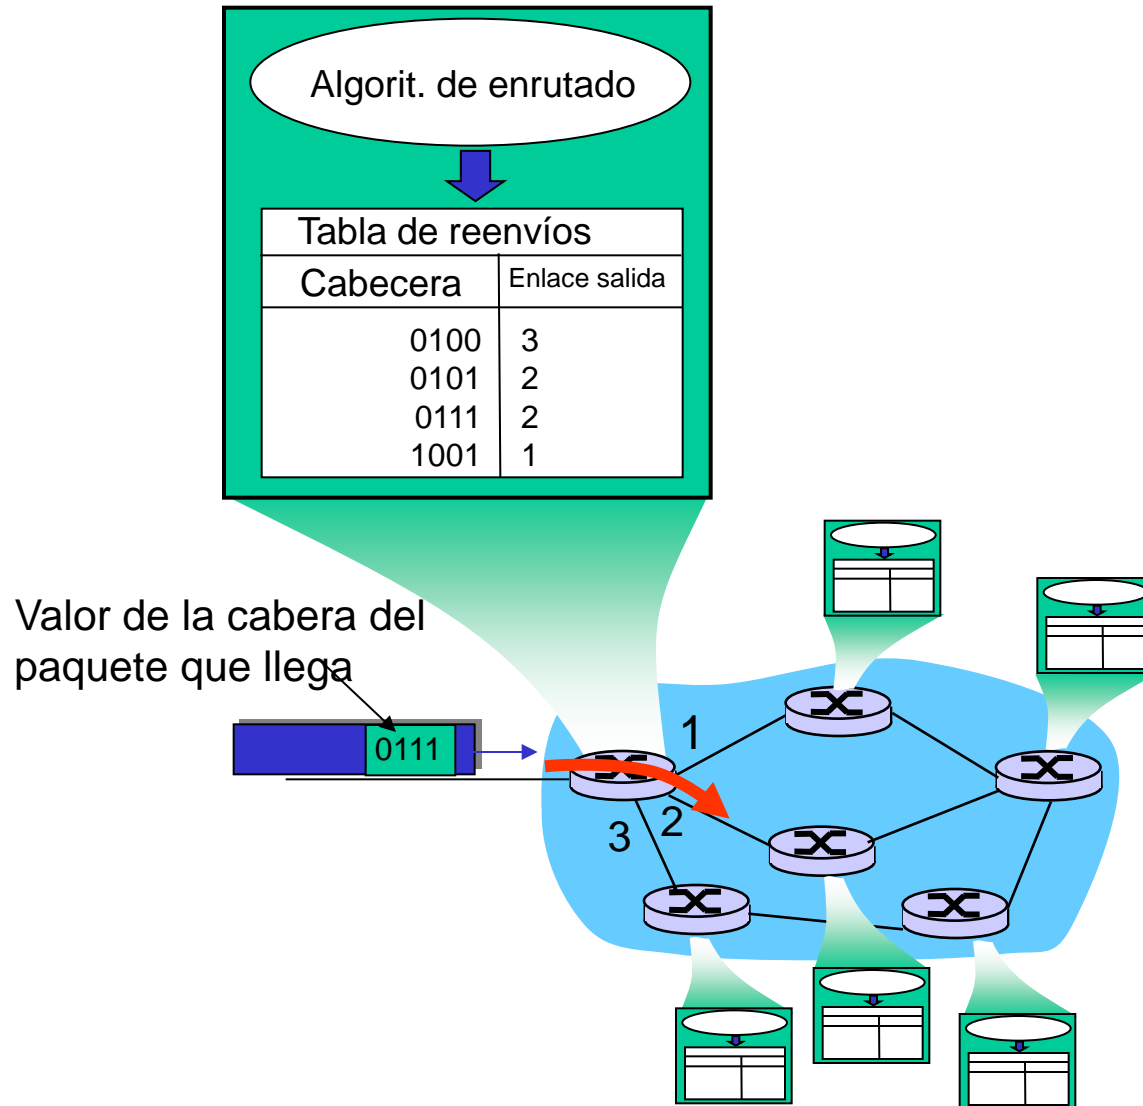 Algorit. de enrutado
Tabla de reenvíos
Cabecera Enlace salida
0100 3
0101 2
0111 2
1001 1
Valor de la cabera del
paquete que llega
0111
1
2
3